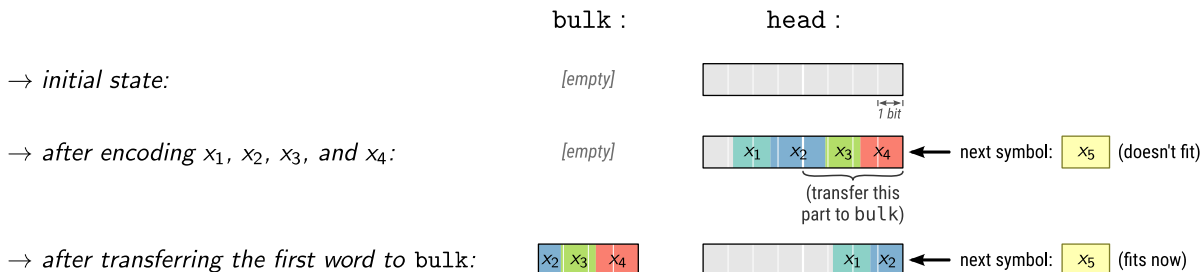 bulk : head :
→ initial state: [empty]
1 bit
→ after encoding x₁, x₂, x₃, and x₄: [empty] x₁ x₂ x₃ x₄ next symbol: x₅ (doesn't fit)
(transfer this
part to bulk)
→ after transferring the first word to bulk: x₂ x₃ x₄ x₁ x₂ next symbol: x₅ (fits now)